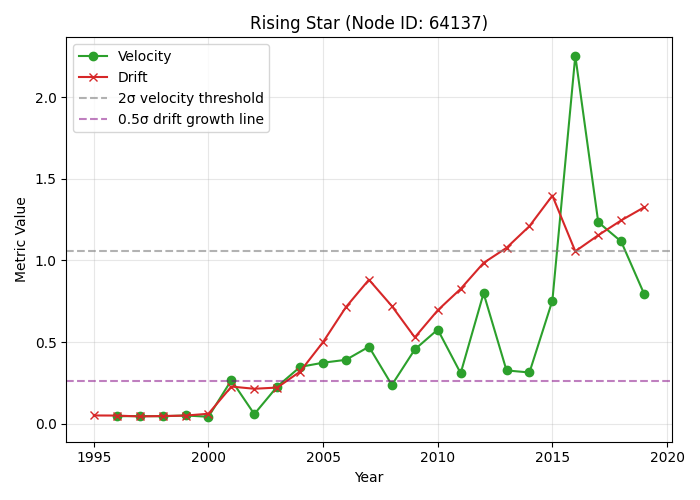 Rising Star (Node ID: 64137)
Velocity
Drift
2σ velocity threshold
0.5σ drift growth line
Metric Value
2.0
1.5
1.0
0.5
0.0
1995 2000 2005 2010 2015 2020
Year